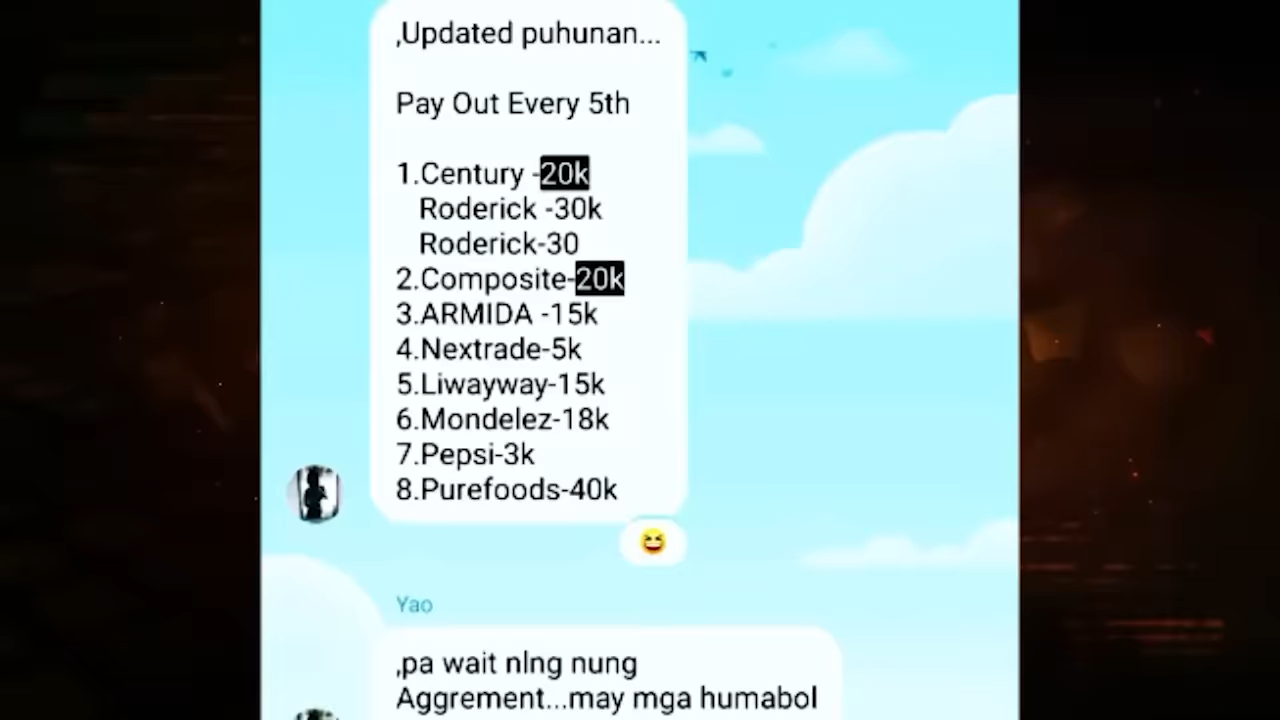 ,Updated puhunan...
Pay Out Every 5th
1.Century -20k
Roderick -30k
Roderick-30
2.Composite-20k
3.ARMIDA -15k
4.Nextrade-5k
5.Liwayway-15k
6.Mondelez-18k
7.Pepsi-3k
8.Purefoods-40k
Yao
,pa wait nlng nung
Aggrement...may mga humabol